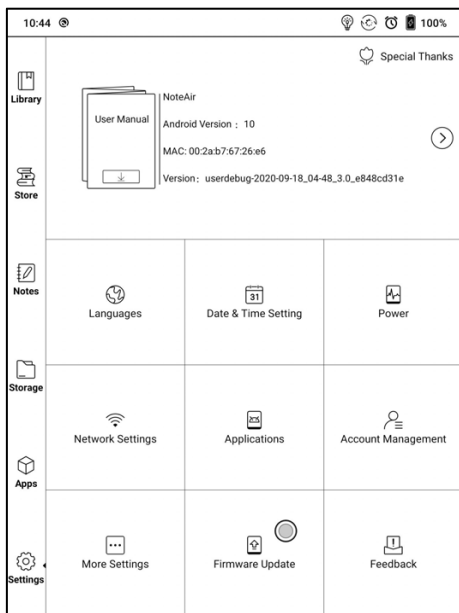 10:44
100%
Special Thanks
Library
User Manual
NoteAir
Android Version： 10
MAC: 00:2a:b7:67:26:e6
Version：userdebug-2020-09-18_04-48_3.0_e848cd31e
Store
Notes
Storage
Apps
Settings
31
Languages
Date & Time Setting
Power
Network Settings
Applications
Account Management
More Settings
Firmware Update
Feedback